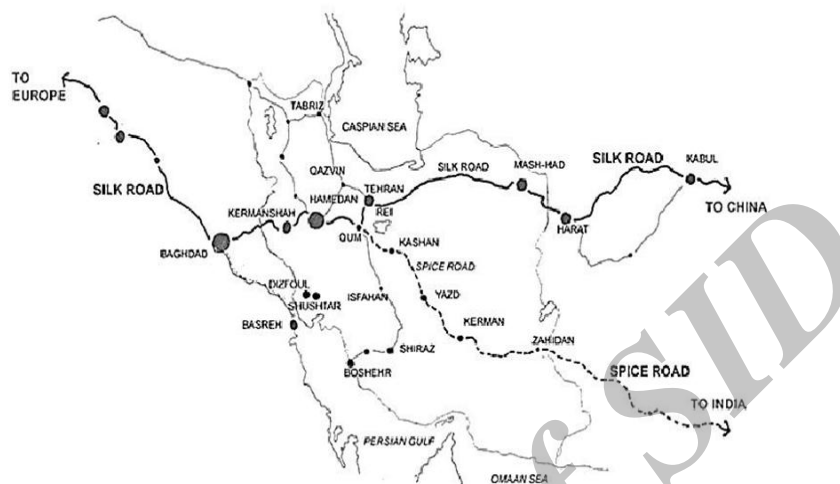 TO
EUROPE
TABRIZ
CASPIAN SEA
QAZVIN
TEHRAN
SILK ROAD
MASH-HAD
SILK ROAD
KABUL
SILK ROAD
KERMANSHAH
HAMEDAN
REII
TO CHINA
HARAT
QUM
KASHAN
BAGHDAD
SPICE ROAD
DIZFOUL
SHUSHTAR
ISFAHAN
YAZD
BASREH
KERMAN
SHIRAZ
ZAHIDAN
BOSHEHR
SPICE ROAD
TO INDIA
PERSIAN GULF
OMAAN SEA
of SID